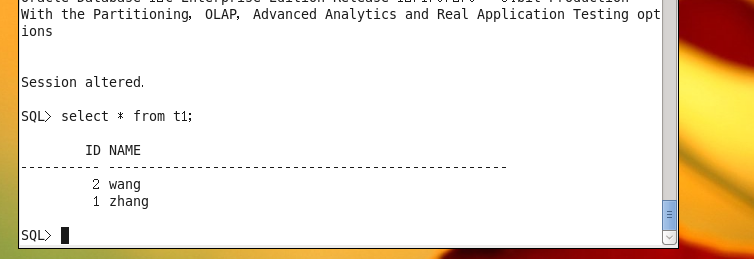 With the Partitioning, OLAP, Advanced Analytics and Real Application Testing opt
ions
Session altered.
SQL> select * from t1;
ID NAME
---------- --------------------------------------------------
2 wang
1 zhang
SQL>